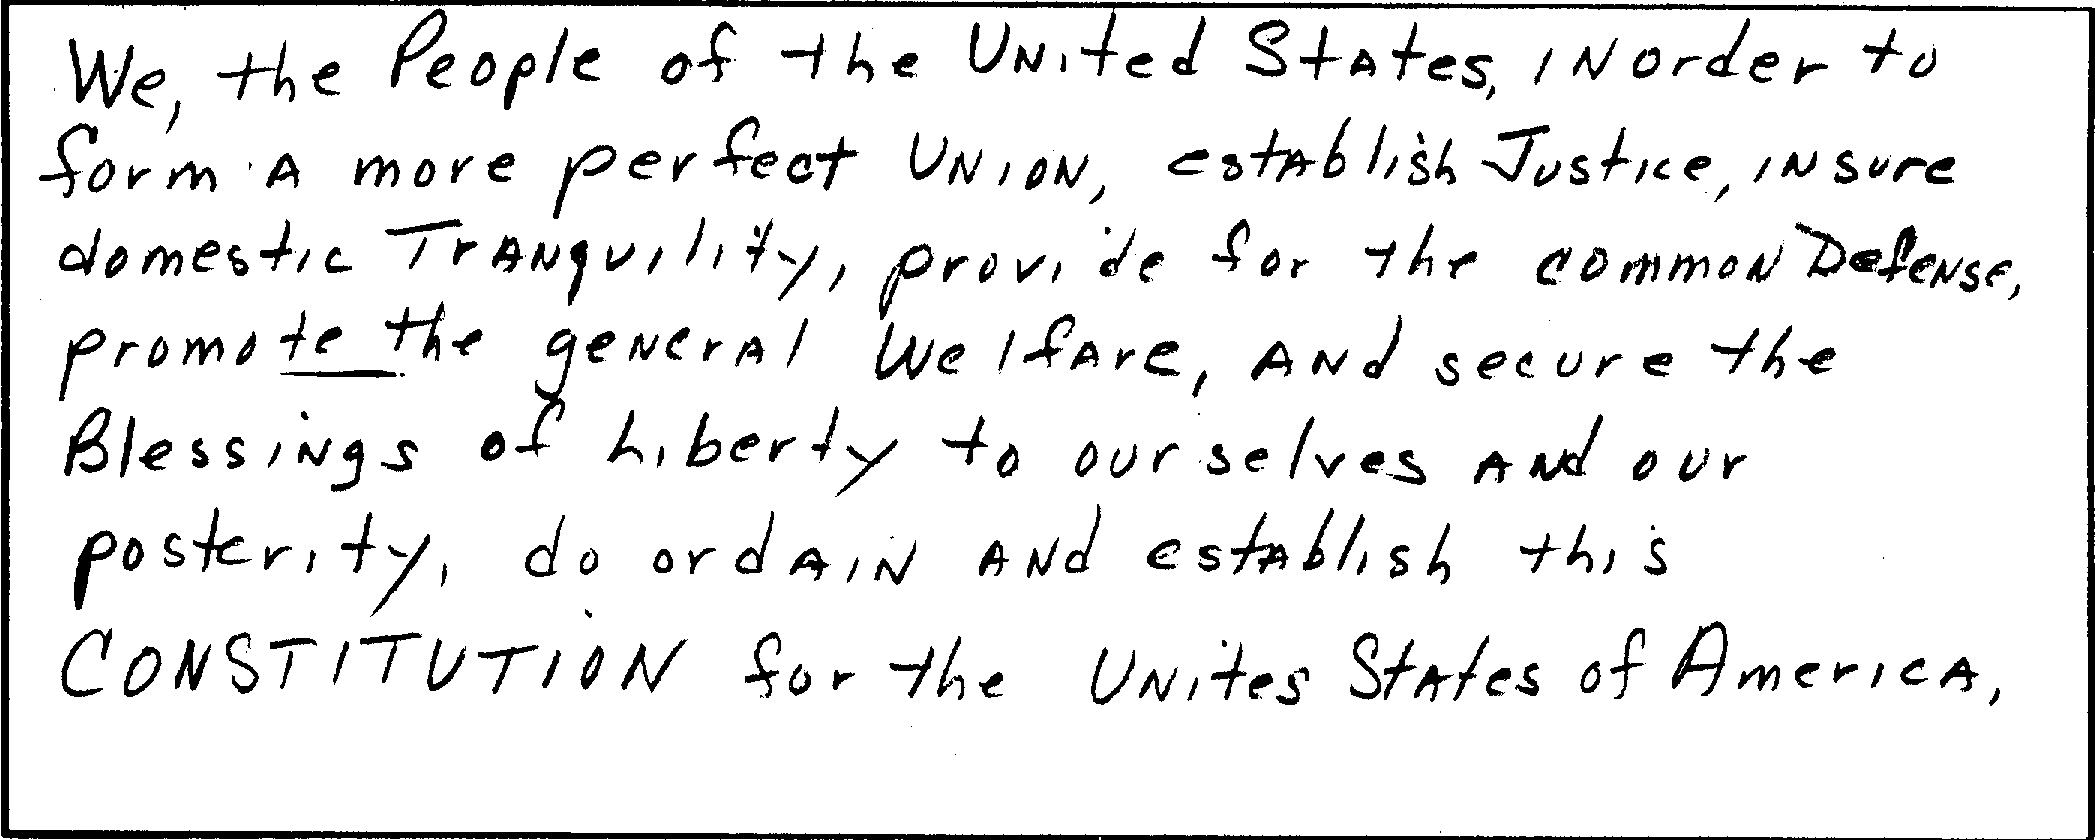 We, the People of the United States, in order to
form a more perfect Union, establish Justice, insure
domestic Tranquility, provide for the common Defense,
promote the general Welfare, and secure the
Blessings of Liberty to ourselves and our
posterity, do ordain and establish this
CONSTITUTION for the Unites States of America,